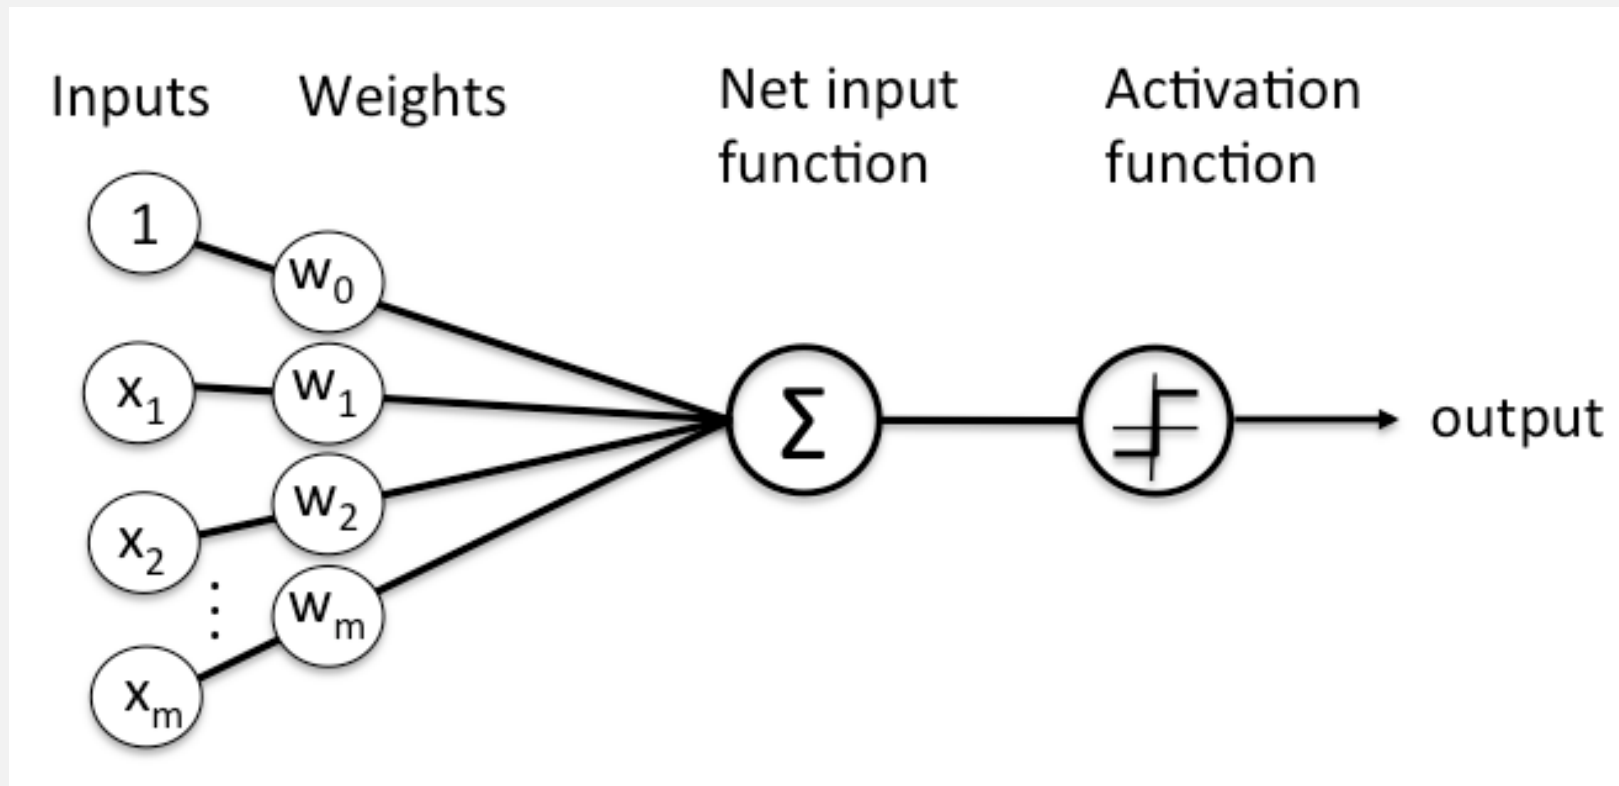 Inputs
Weights
Net input
function
Activation
function
1
w₀
x₁
w₁
x₂
w₂
⋮
xₘ
wₘ
Σ
output